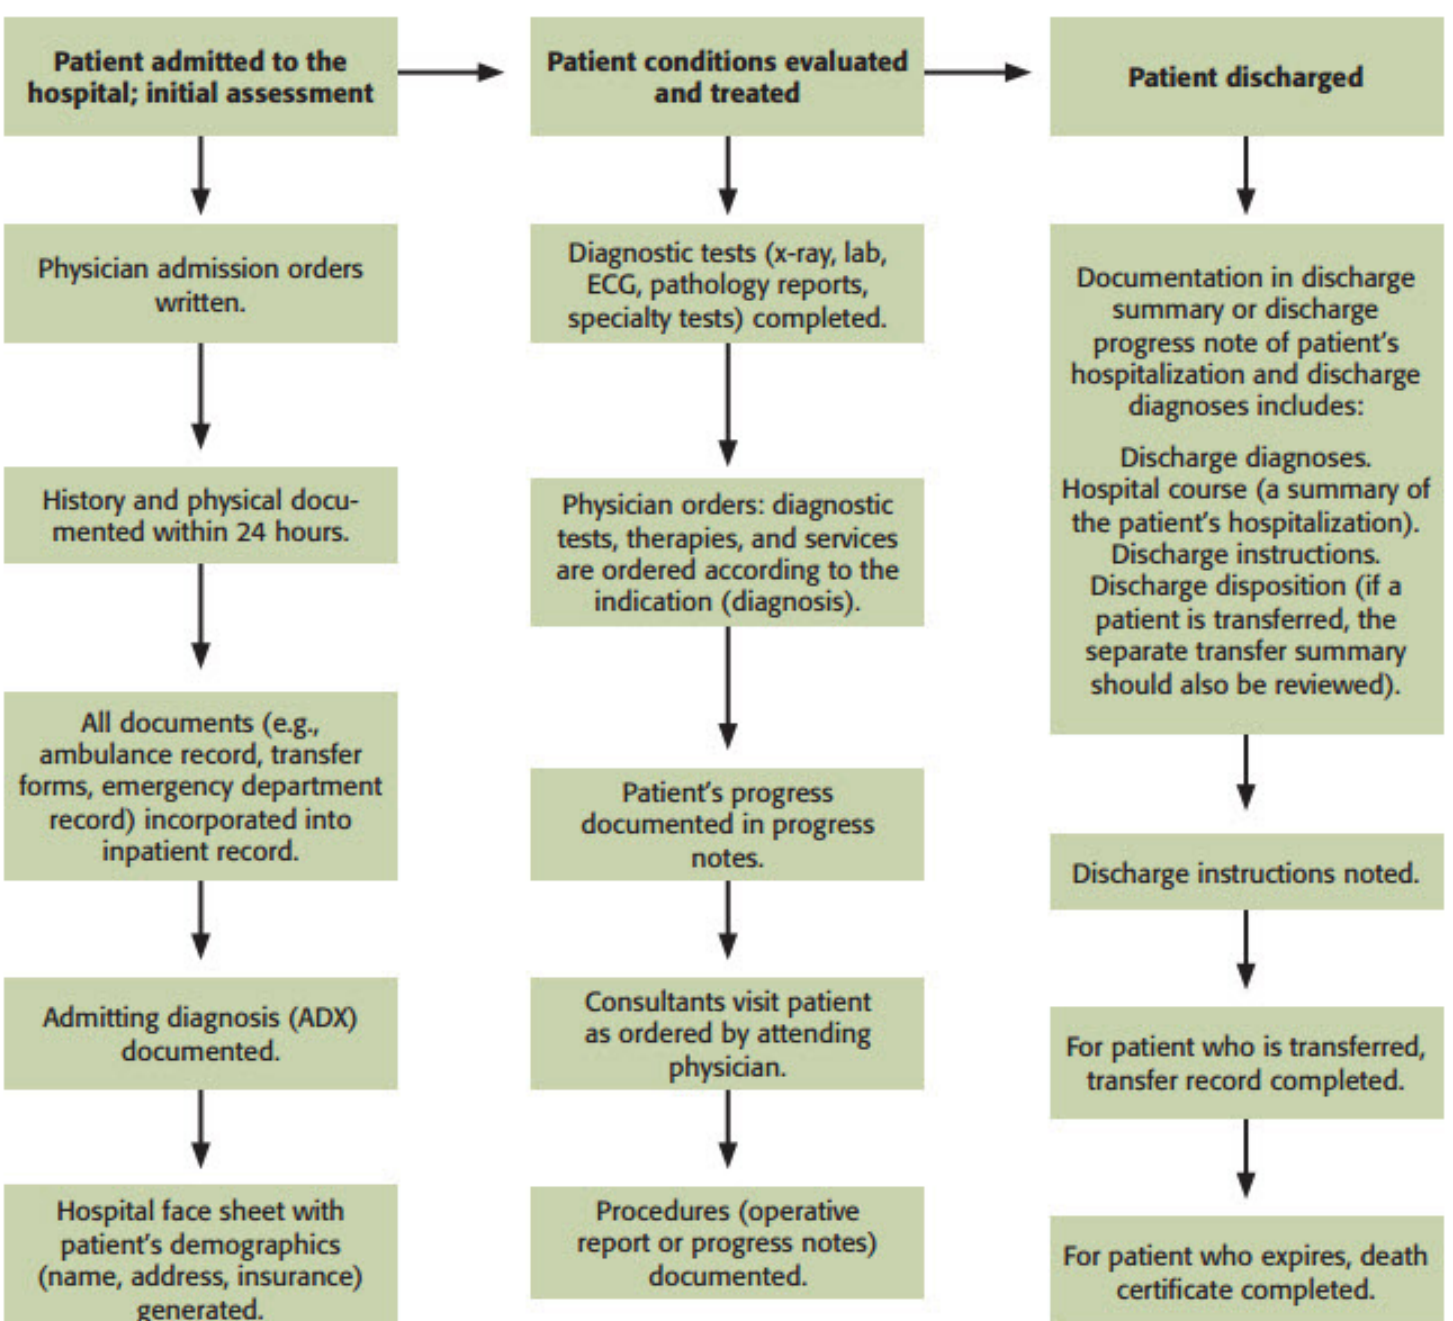 Patient admitted to the
hospital; initial assessment
Physician admission orders
written.
History and physical docu-
mented within 24 hours.
All documents (e.g.,
ambulance record, transfer
forms, emergency department
record) incorporated into
inpatient record.
Admitting diagnosis (ADX)
documented.
Hospital face sheet with
patient's demographics
(name, address, insurance)
generated.
Patient conditions evaluated
and treated
Diagnostic tests (x-ray, lab,
ECG, pathology reports,
specialty tests) completed.
Physician orders: diagnostic
tests, therapies, and services
are ordered according to the
indication (diagnosis).
Patient's progress
documented in progress
notes.
Consultants visit patient
as ordered by attending
physician.
Procedures (operative
report or progress notes)
documented.
Patient discharged
Documentation in discharge
summary or discharge
progress note of patient's
hospitalization and discharge
diagnoses includes:
Discharge diagnoses.
Hospital course (a summary of
the patient's hospitalization).
Discharge instructions.
Discharge disposition (if a
patient is transferred, the
separate transfer summary
should also be reviewed).
Discharge instructions noted.
For patient who is transferred,
transfer record completed.
For patient who expires, death
certificate completed.